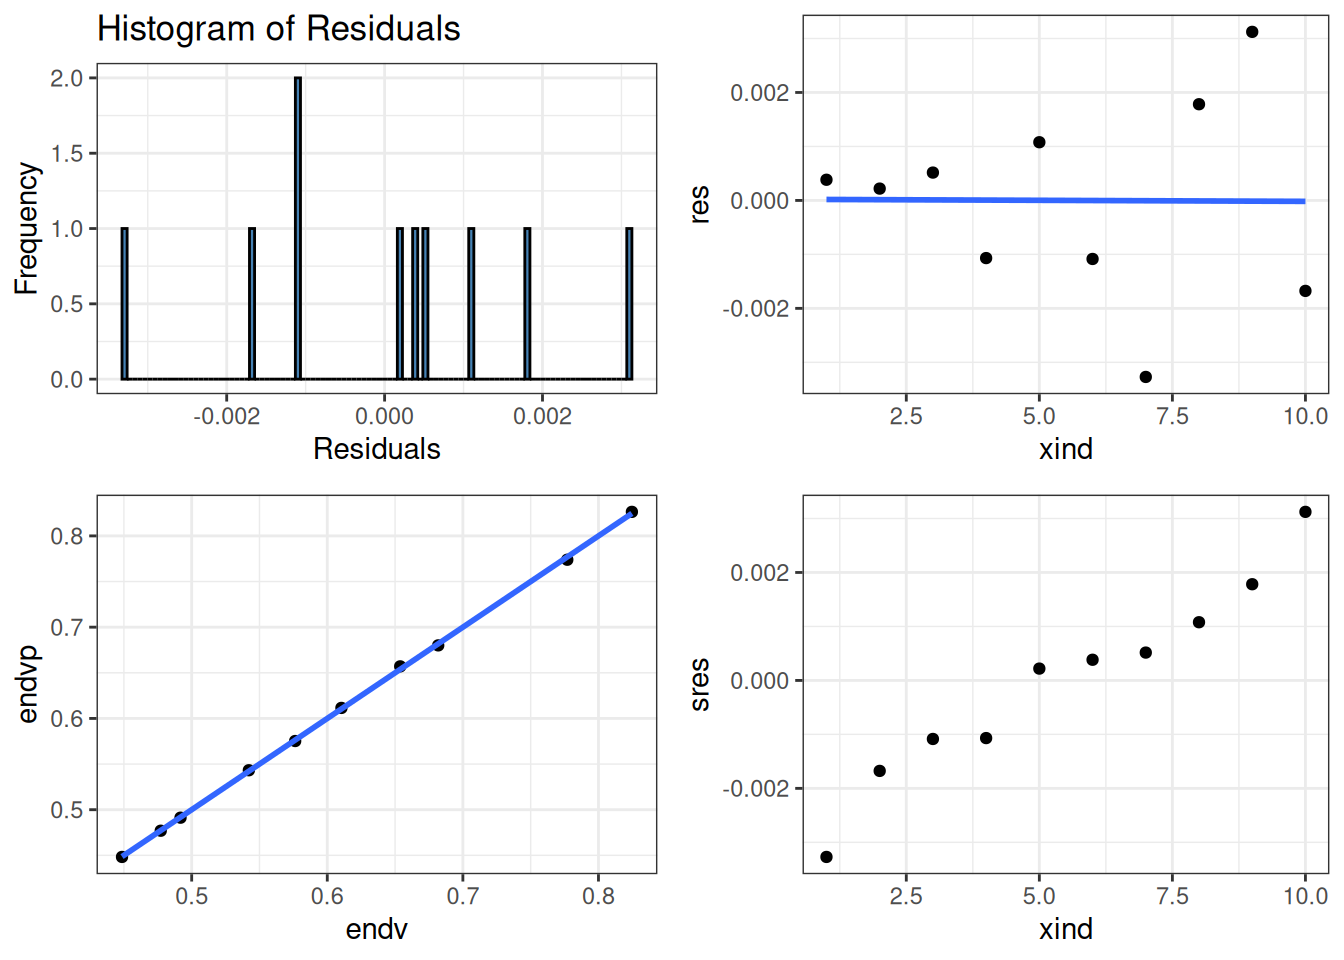 Histogram of Residuals
2.0
1.5
1.0
0.5
0.0
Frequency
-0.002 0.000 0.002
Residuals
0.002
0.000
-0.002
res
2.5 5.0 7.5 10.0
xind
0.8
0.7
0.6
0.5
endvp
0.5 0.6 0.7 0.8
endv
0.002
0.000
-0.002
sres
2.5 5.0 7.5 10.0
xind